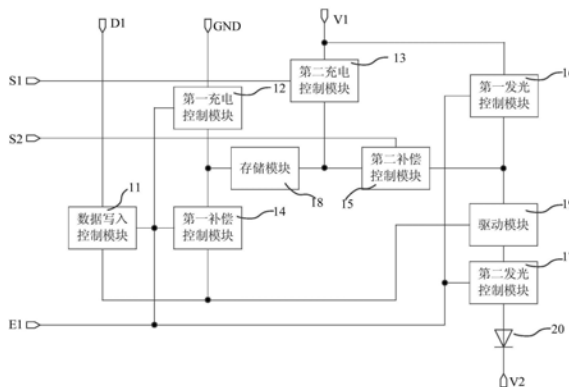 D1
GND
V1
13
16
S1
第二充电
控制模块
第一充电
控制模块
12
第一发光
控制模块
S2
存储模块
18
第二补偿
控制模块
15
11
数据写入
控制模块
第一补偿
控制模块
14
驱动模块
19
第二发光
控制模块
E1
20
V2